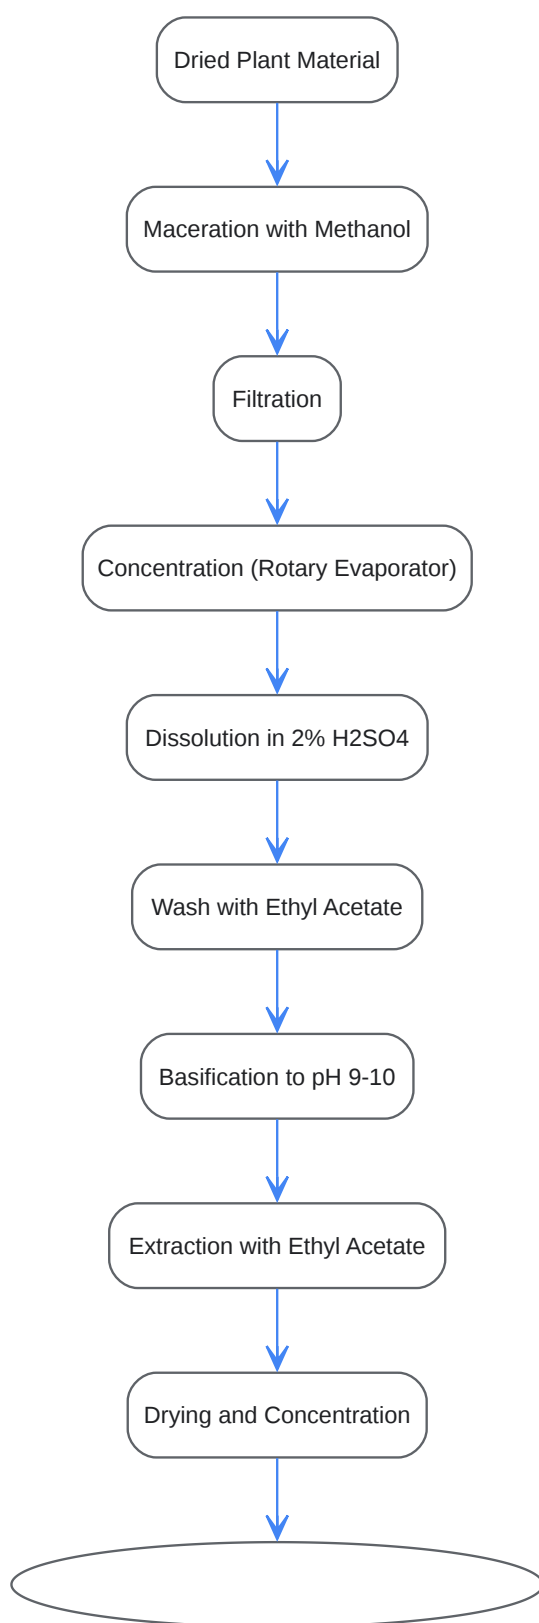 Dried Plant Material
Maceration with Methanol
Filtration
Concentration (Rotary Evaporator)
Dissolution in 2% H2SO4
Wash with Ethyl Acetate
Basification to pH 9-10
Extraction with Ethyl Acetate
Drying and Concentration